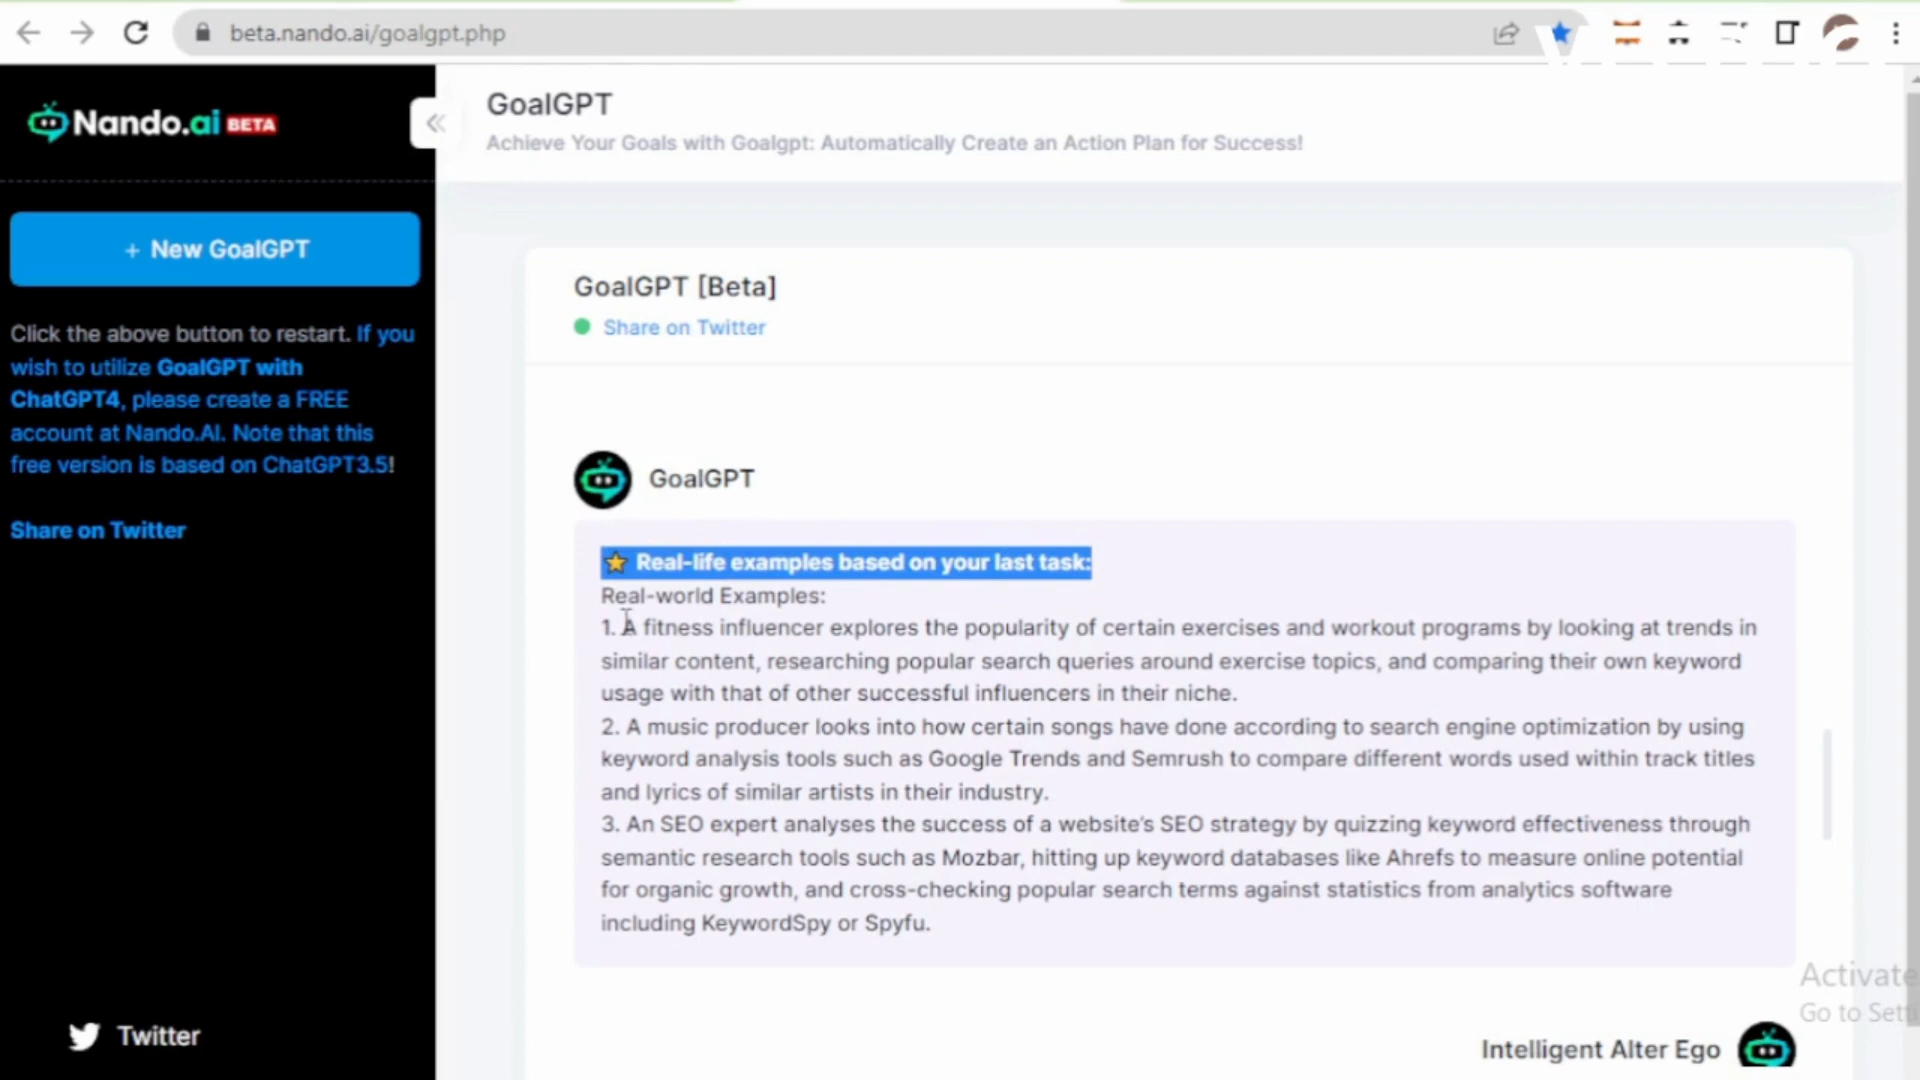 beta.nando.ai/goalgpt.php
Nando.ai BETA
GoalGPT
Achieve Your Goals with Goalgpt: Automatically Create an Action Plan for Success!
+ New GoalGPT
Click the above button to restart. If you
wish to utilize GoalGPT with
ChatGPT4, please create a FREE
account at Nando.AI. Note that this
free version is based on ChatGPT3.5!
Share on Twitter
Twitter
GoalGPT [Beta]
Share on Twitter
GoalGPT
Real-life examples based on your last task:
Real-world Examples:
1. A fitness influencer explores the popularity of certain exercises and workout programs by looking at trends in
similar content, researching popular search queries around exercise topics, and comparing their own keyword
usage with that of other successful influencers in their niche.
2. A music producer looks into how certain songs have done according to search engine optimization by using
keyword analysis tools such as Google Trends and Semrush to compare different words used within track titles
and lyrics of similar artists in their industry.
3. An SEO expert analyses the success of a website's SEO strategy by quizzing keyword effectiveness through
semantic research tools such as Mozbar, hitting up keyword databases like Ahrefs to measure online potential
for organic growth, and cross-checking popular search terms against statistics from analytics software
including KeywordSpy or Spyfu.
Activate
Go to Setti
Intelligent Alter Ego